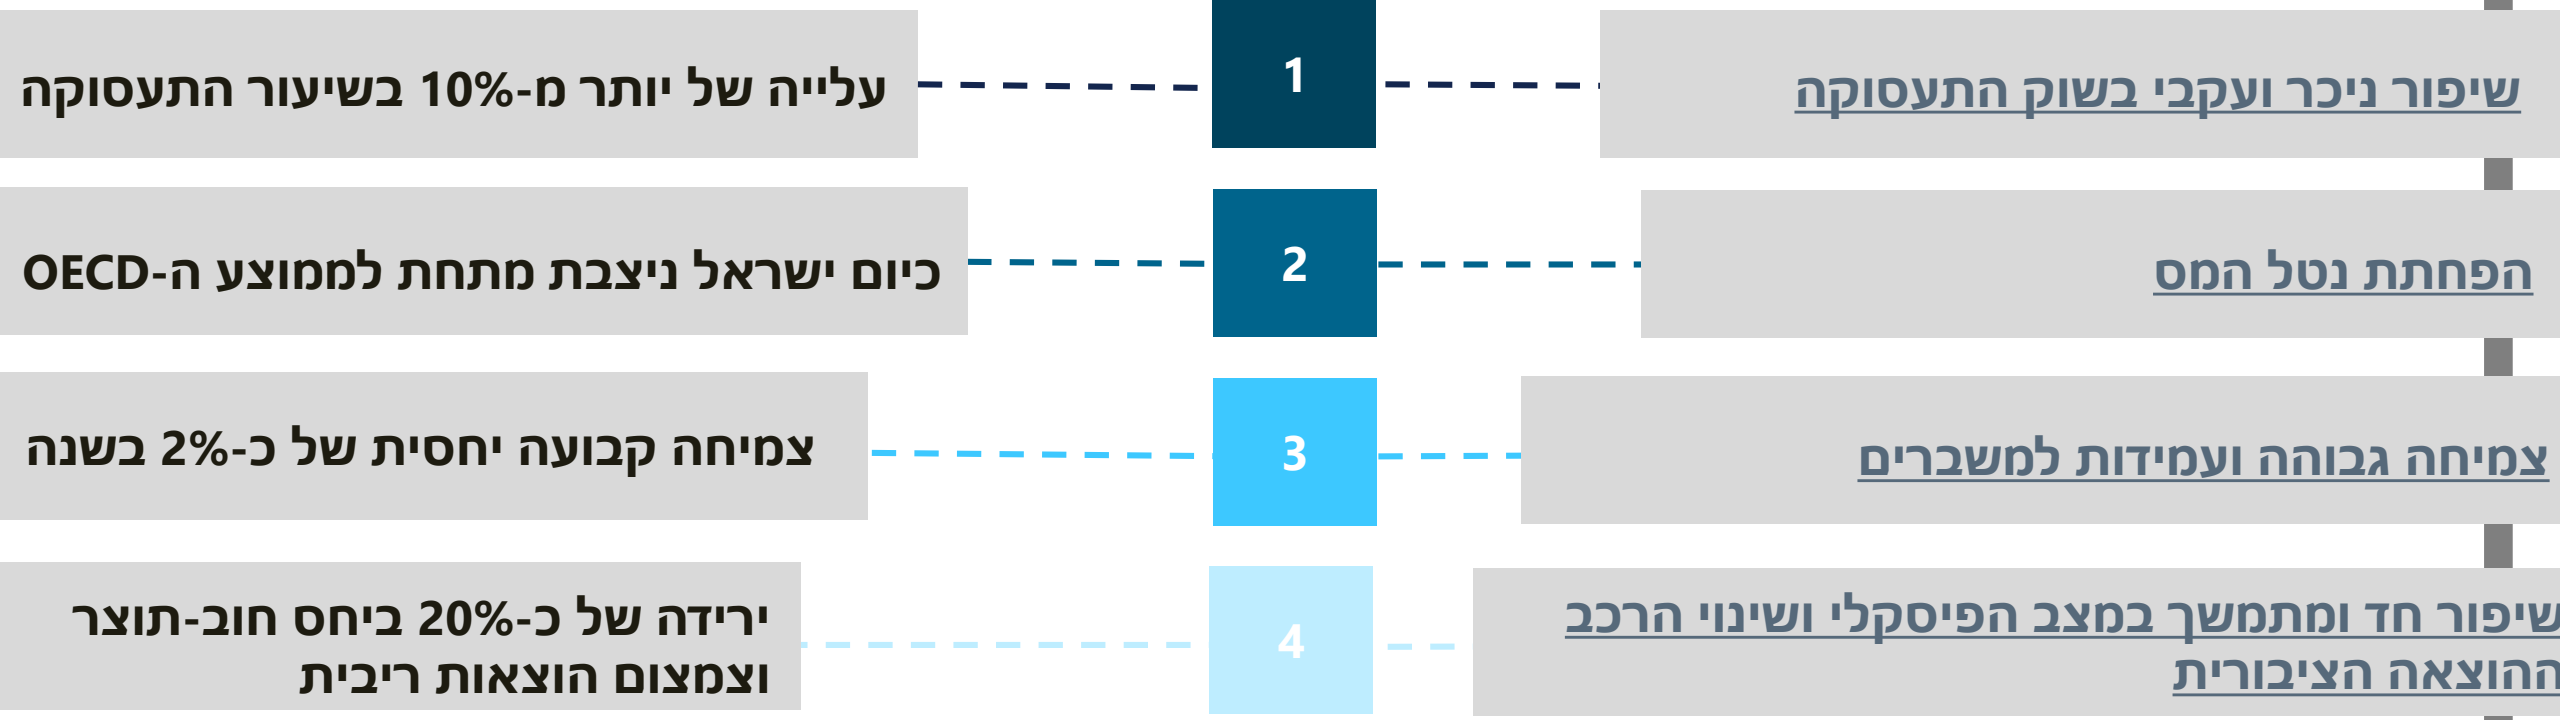 שיפור ניכר ועקבי בשוק התעסוקה
1
עלייה של יותר מ-10% בשיעור התעסוקה
הפחתת נטל המס
2
כיום ישראל ניצבת מתחת לממוצע ה-OECD
צמיחה גבוהה ועמידות למשברים
3
צמיחה קבועה יחסית של כ-2% בשנה
שיפור חד ומתמשך במצב הפיסקלי ושינוי הרכב
ההוצאה הציבורית
4
ירידה של כ-20% ביחס חוב-תוצר
וצמצום הוצאות ריבית